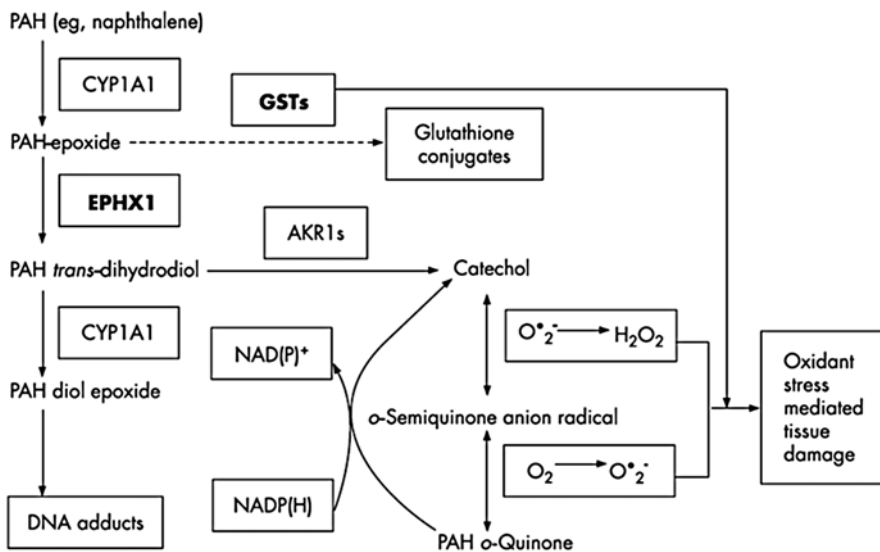 PAH (eg, naphthalene)
CYP1A1
GSTs
PAH-epoxide
Glutathione
conjugates
EPHX1
AKR1s
PAH trans-dihydrodiol
Catechol
CYP1A1
NAD(P)⁺
O•₂⁻ → H₂O₂
Oxidant
stress
mediated
tissue
damage
PAH diol epoxide
o-Semiquinone anion radical
O₂ → O•₂⁻
NADP(H)
DNA adducts
PAH o-Quinone